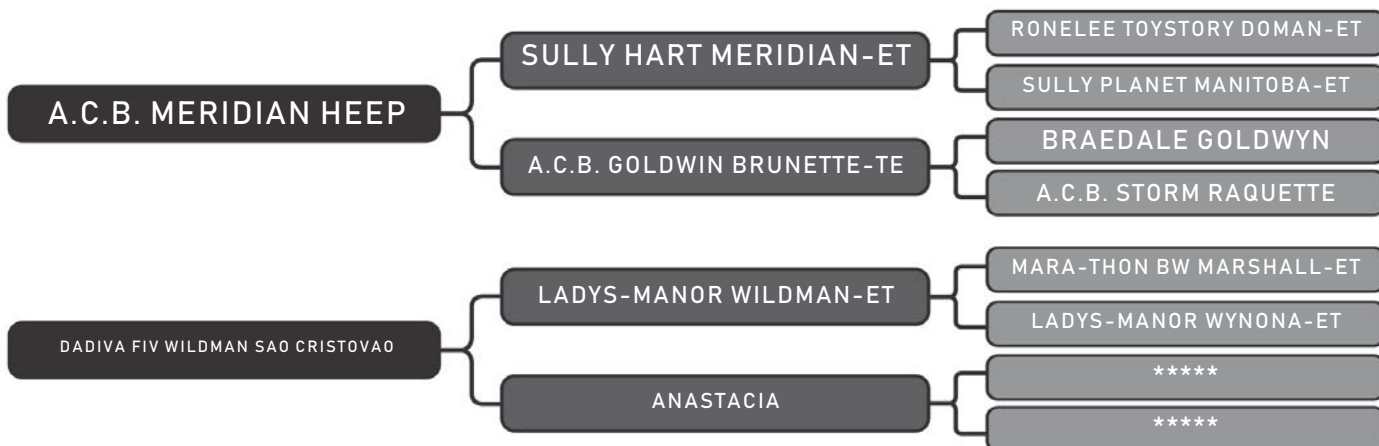 RONELEE TOYSTORY DOMAN-ET
SULLY HART MERIDIAN-ET
SULLY PLANET MANITOBA-ET
A.C.B. MERIDIAN HEEP
BRAEDALE GOLDWYN
A.C.B. GOLDWIN BRUNETTE-TE
A.C.B. STORM RAQUETTE
MARA-THON BW MARSHALL-ET
LADYS-MANOR WILDMAN-ET
LADYS-MANOR WYNONA-ET
DADIVA FIV WILDMAN SAO CRISTOVAO
*****
ANASTACIA
*****